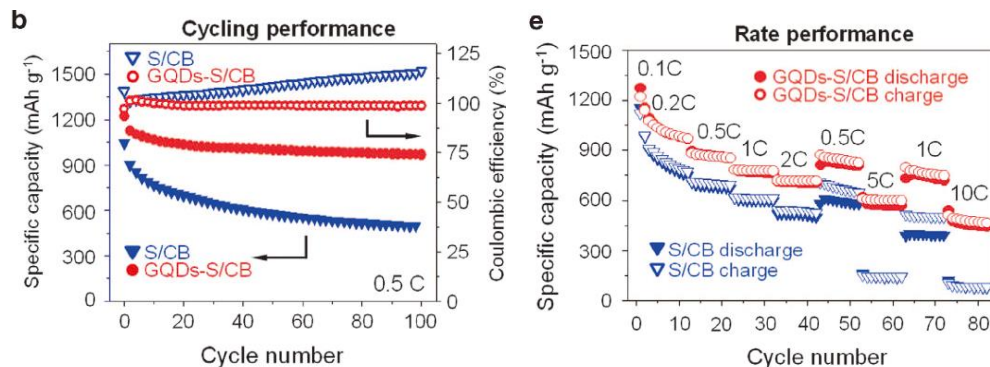 b
Cycling performance
S/CB
GQDs-S/CB
S/CB
GQDs-S/CB
0.5 C
1500
1200
900
600
300
0
Specific capacity (mAh g⁻¹)
125
100
75
50
25
0
Coulombic efficiency (%)
0 20 40 60 80 100
Cycle number
e
Rate performance
0.1C
0.2C
0.5C
1C
2C
0.5C
5C
1C
10C
GQDs-S/CB discharge
GQDs-S/CB charge
S/CB discharge
S/CB charge
1500
1200
900
600
300
0
Specific capacity (mAh g⁻¹)
0 10 20 30 40 50 60 70 80
Cycle number